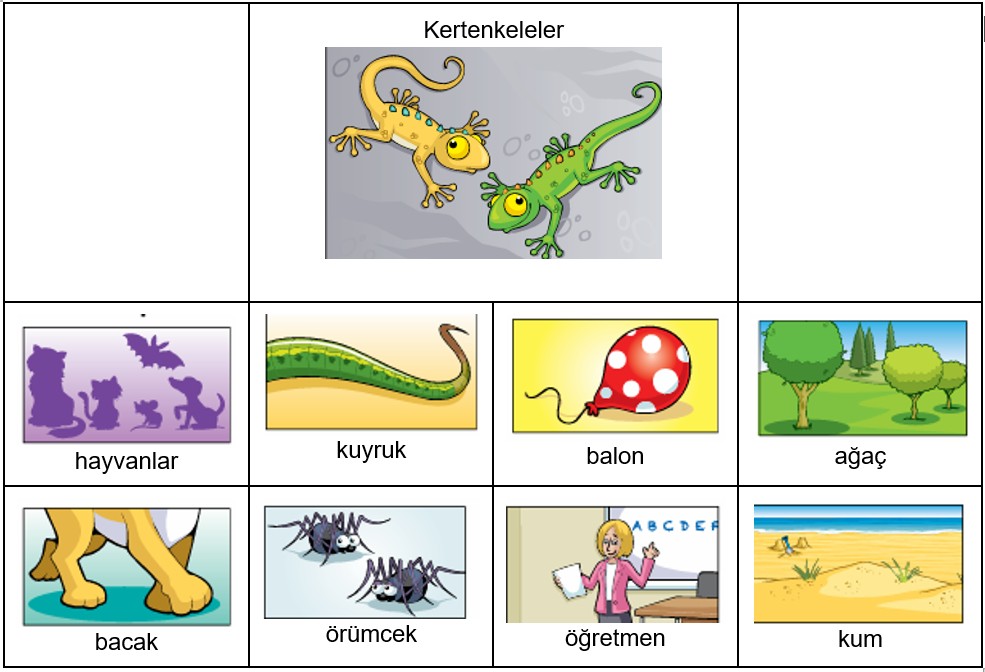 Kertenkeleler
hayvanlar
kuyruk
balon
ağaç
A B C D E F
bacak
örümcek
öğretmen
kum